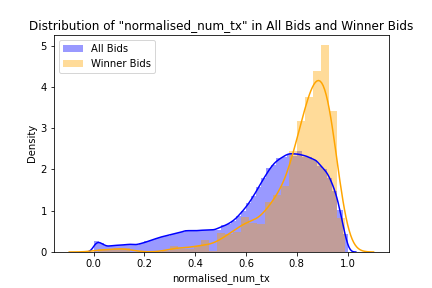 Distribution of "normalised_num_tx" in All Bids and Winner Bids
All Bids
Winner Bids
Density
5
4
3
2
1
0
0.0 0.2 0.4 0.6 0.8 1.0
normalised_num_tx